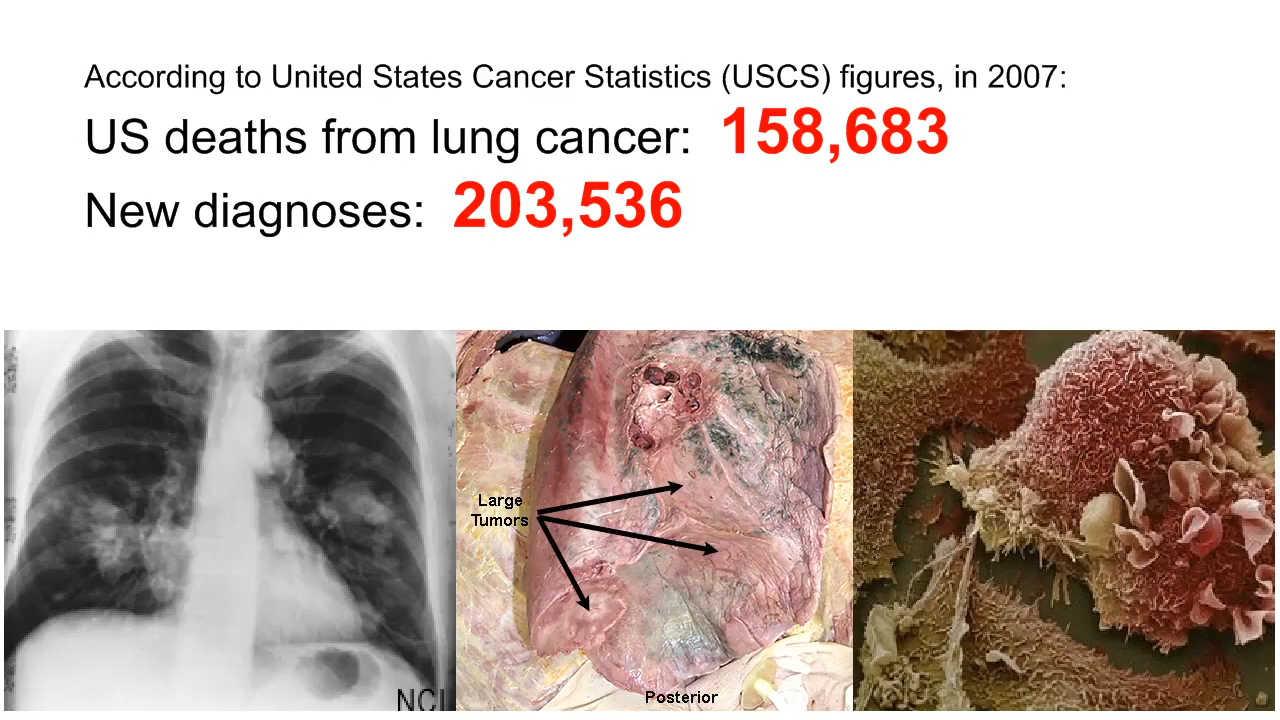 According to United States Cancer Statistics (USCS) figures, in 2007:
US deaths from lung cancer: 158,683
New diagnoses: 203,536
Large
Tumors
Posterior
NCI